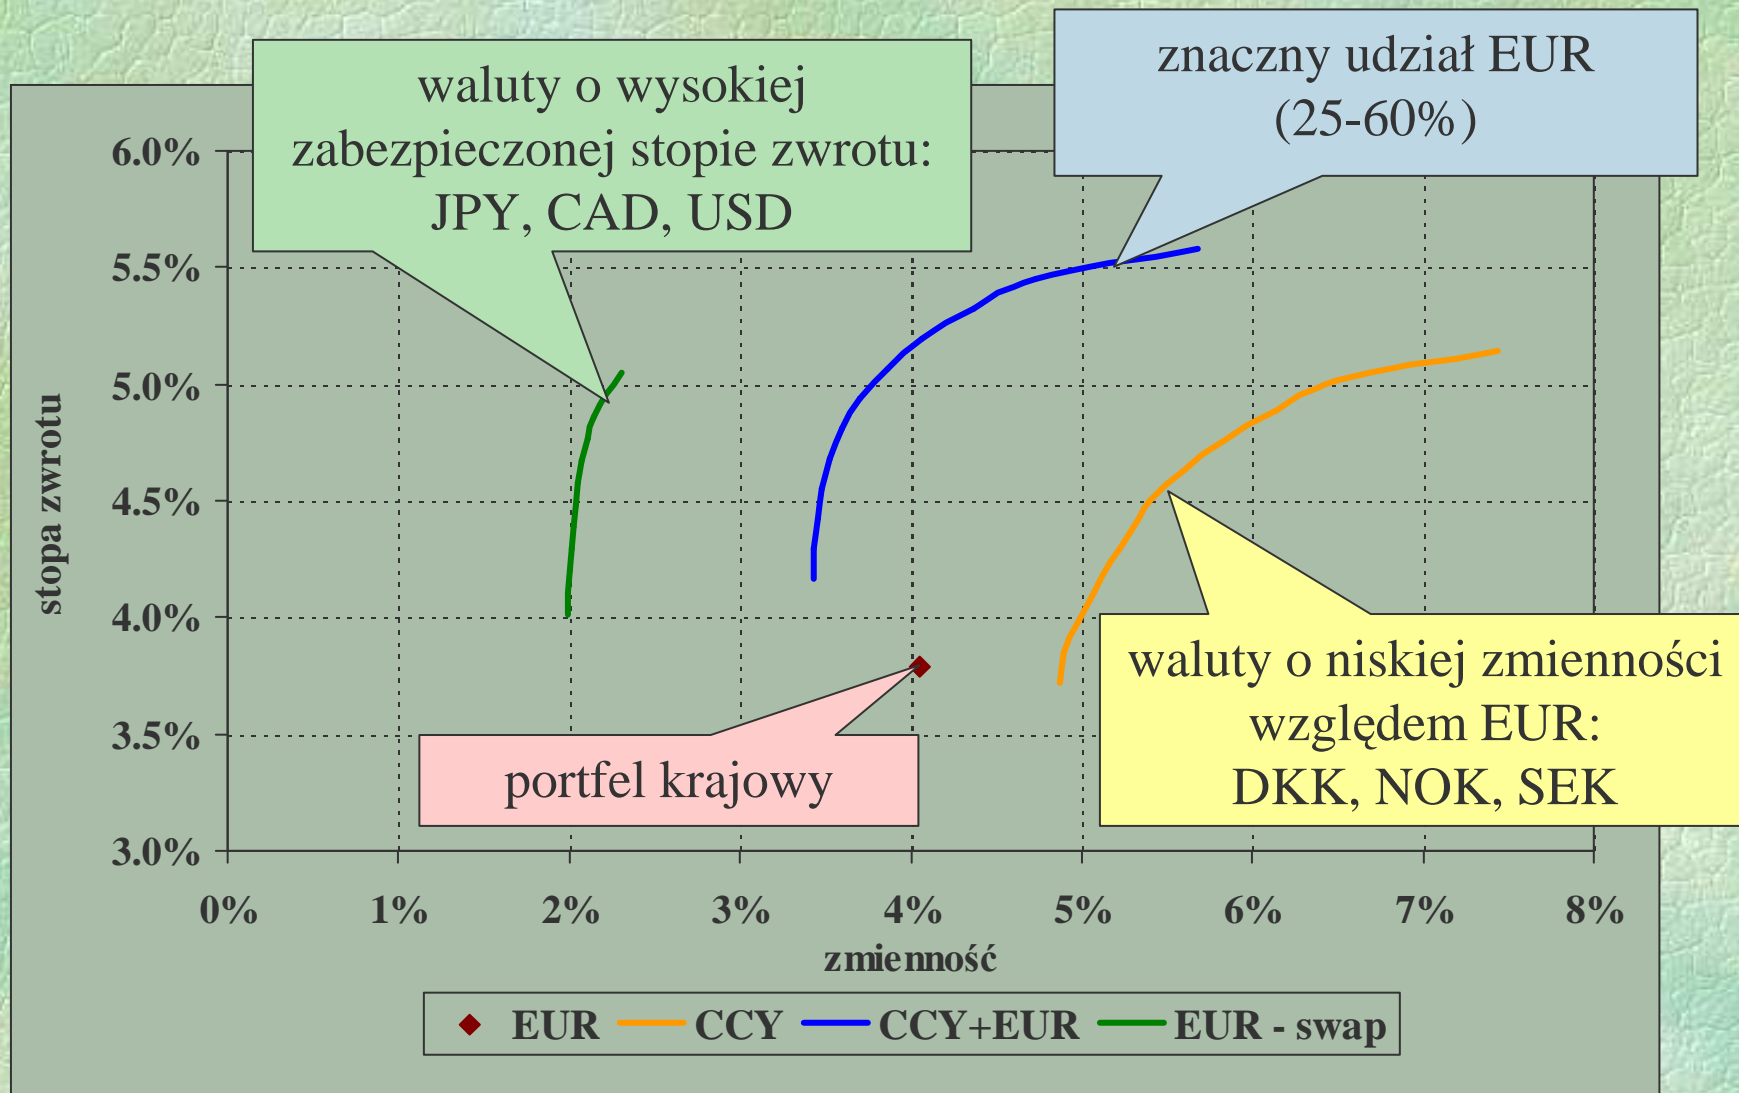 waluty o wysokiej
zabezpieczonej stopie zwrotu:
JPY, CAD, USD
znaczny udział EUR
(25-60%)
6.0%
5.5%
5.0%
4.5%
4.0%
3.5%
3.0%
stopa zwrotu
portfel krajowy
waluty o niskiej zmienności
względem EUR:
DKK, NOK, SEK
0% 1% 2% 3% 4% 5% 6% 7% 8%
zmienność
EUR CCY CCY+EUR EUR - swap